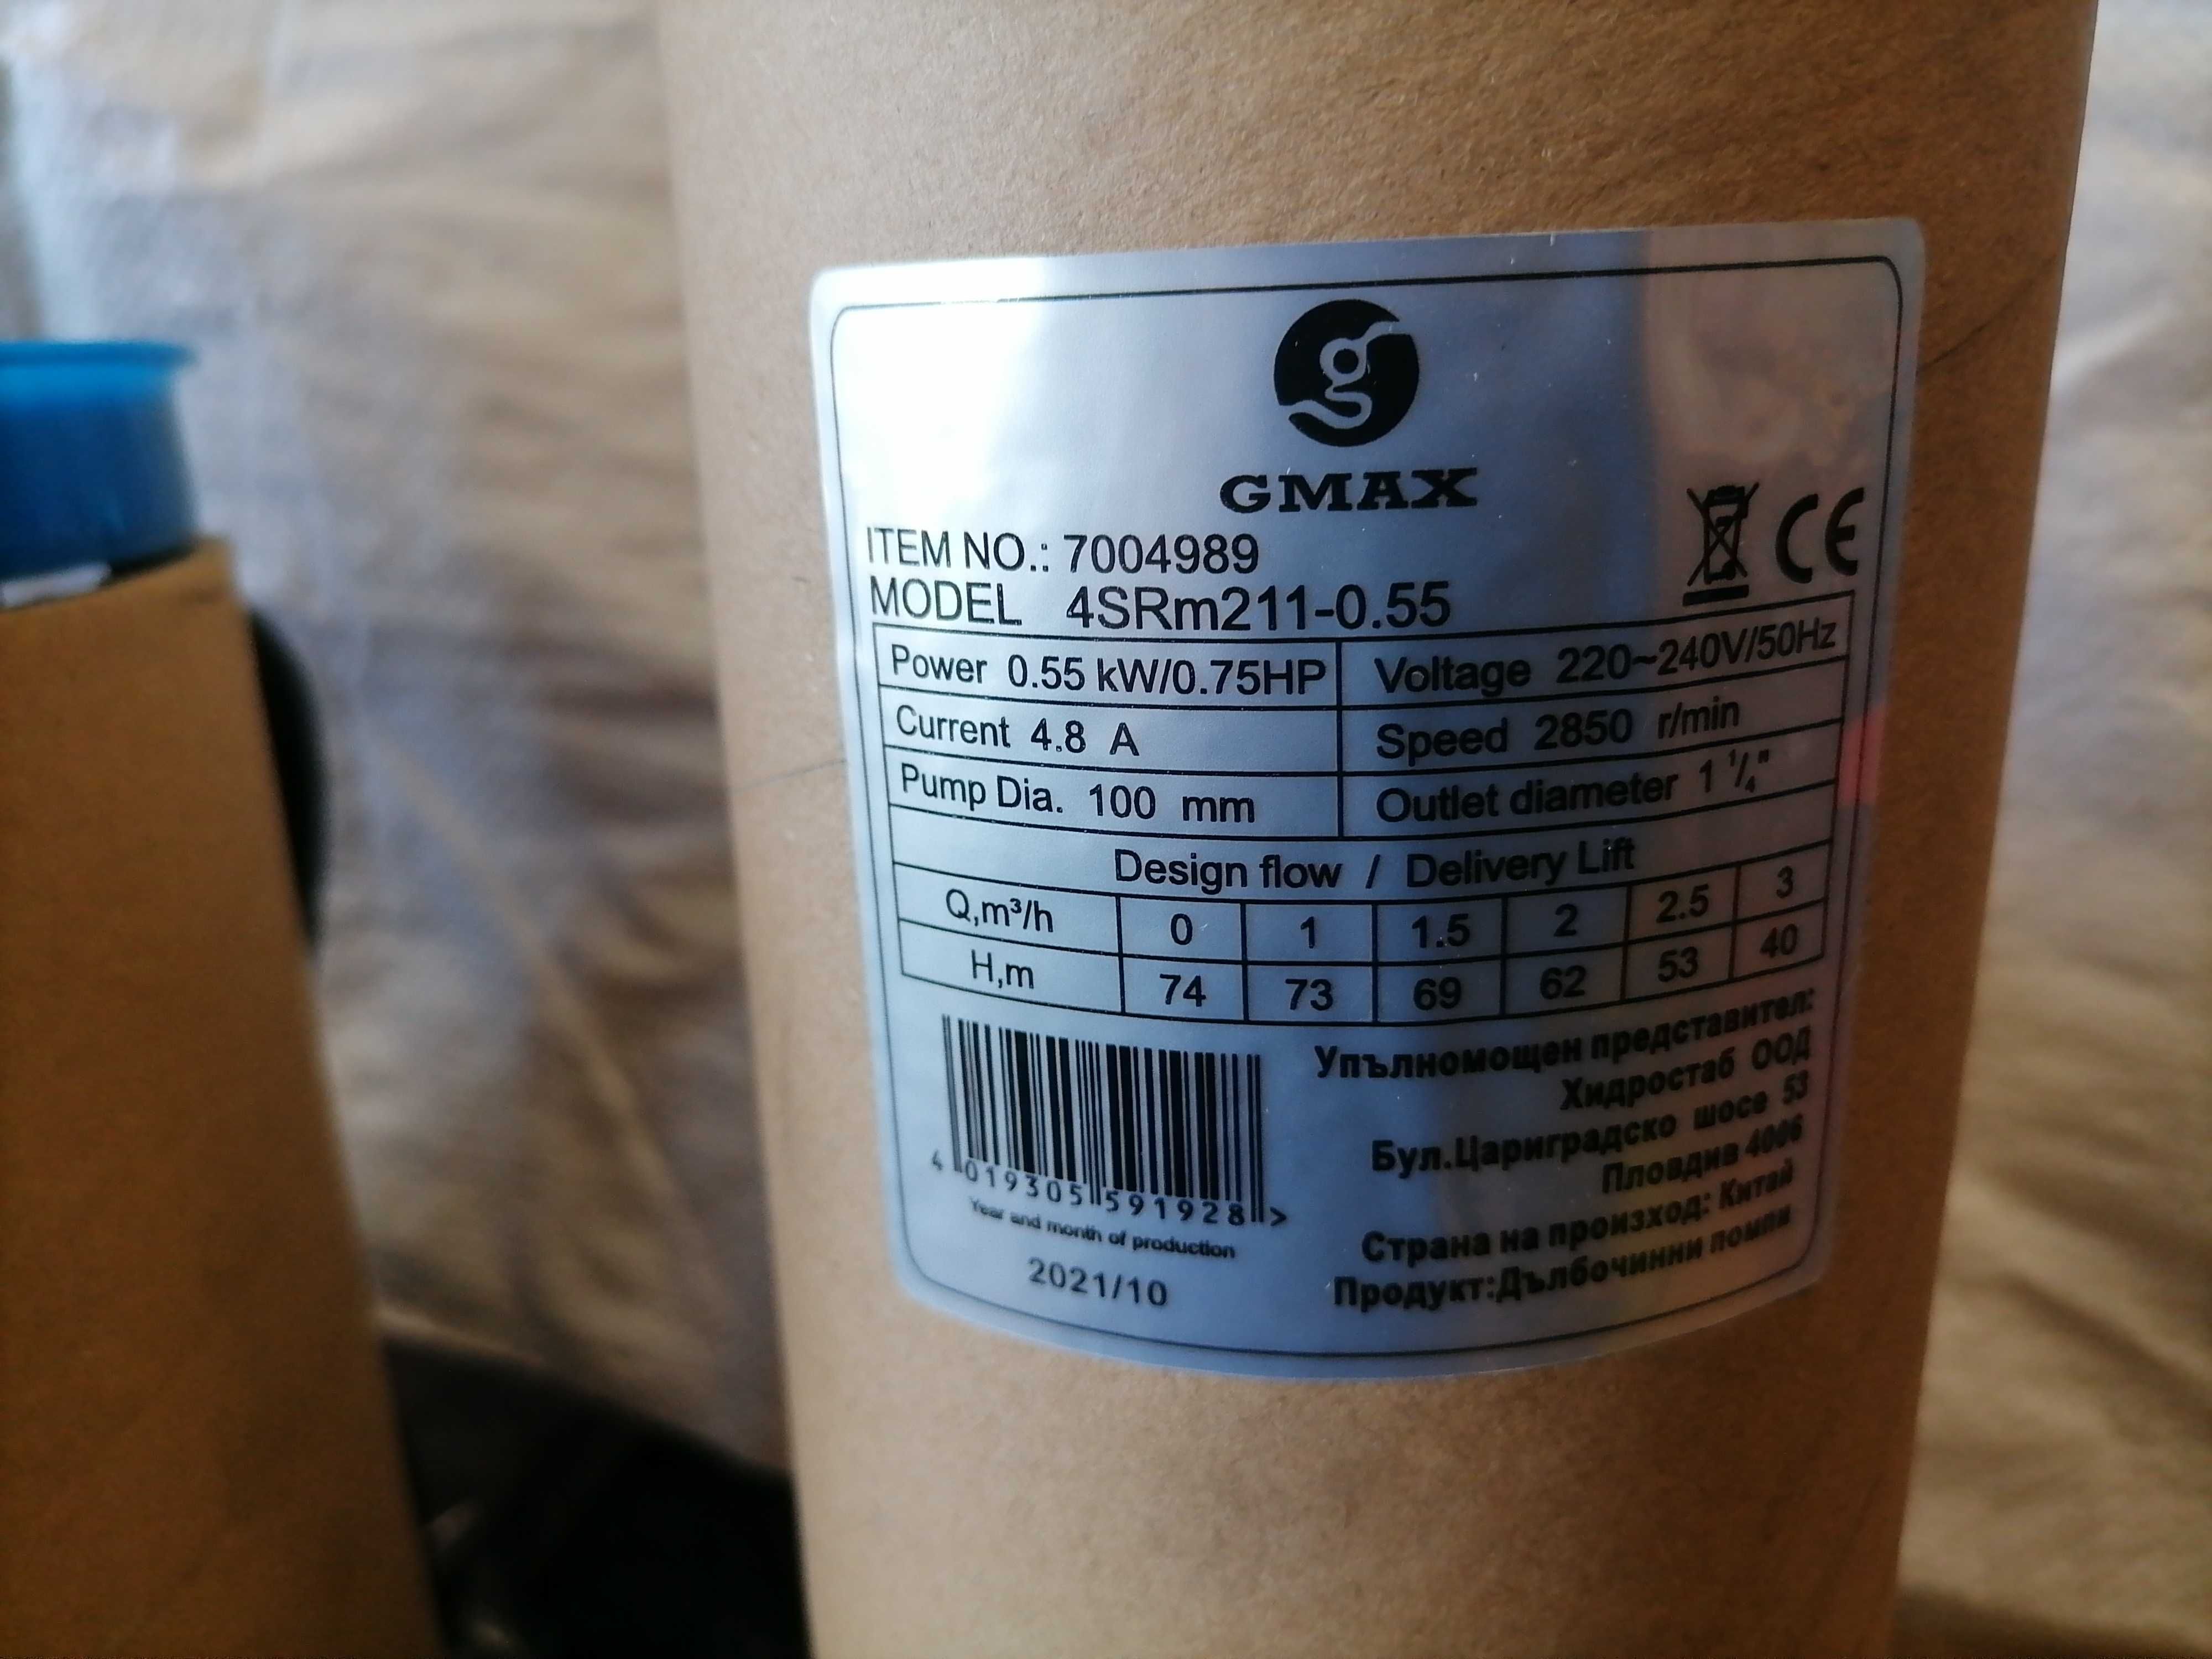 g
GMAX
ITEM NO.: 7004989
CE
MODEL 4SRm211-0.55
Power 0.55 kW/0.75HP Voltage 220~240V/50Hz
Current 4.8 A Speed 2850 r/min
Pump Dia. 100 mm Outlet diameter 1 1/4"
Design flow / Delivery Lift
Q,m³/h 0 1 1.5 2 2.5 3
H,m 74 73 69 62 53 40
Упълномощен представител:
Хидростаб ООД
Бул.Цариградско шосе 53
Пловдив 4006
Страна на произход: Китай
Продукт:Дълбочинни помпи
4 019305 591928 >
Year and month of production
2021/10